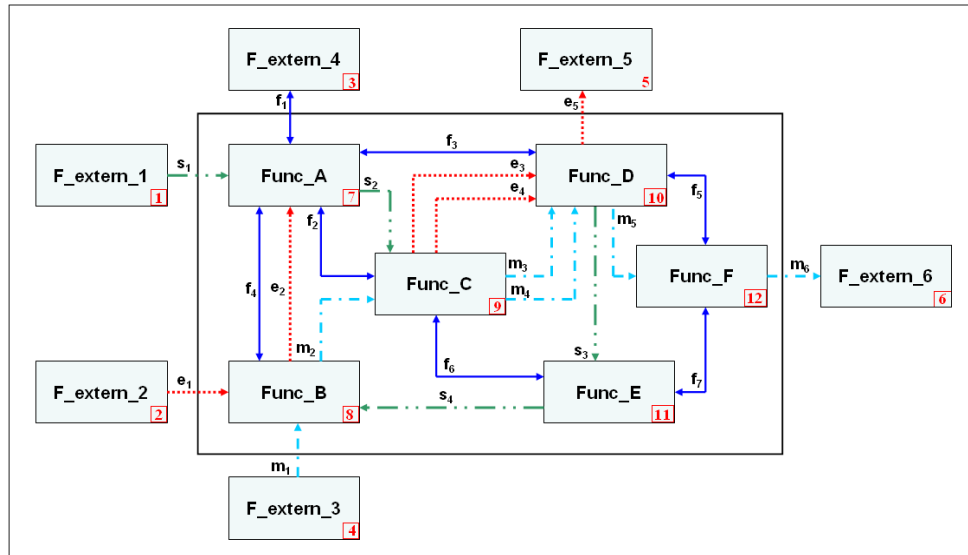 F_extern_4
3
F_extern_5
5
f1
e5
F_extern_1
1
s1
Func_A
7
f3
s2
e3
e4
Func_D
10
f5
m5
f2
f4
e2
Func_C
9
m3
m4
Func_F
12
m6
F_extern_6
6
m2
f6
s3
f7
F_extern_2
2
e1
Func_B
8
s4
Func_E
11
m1
F_extern_3
4